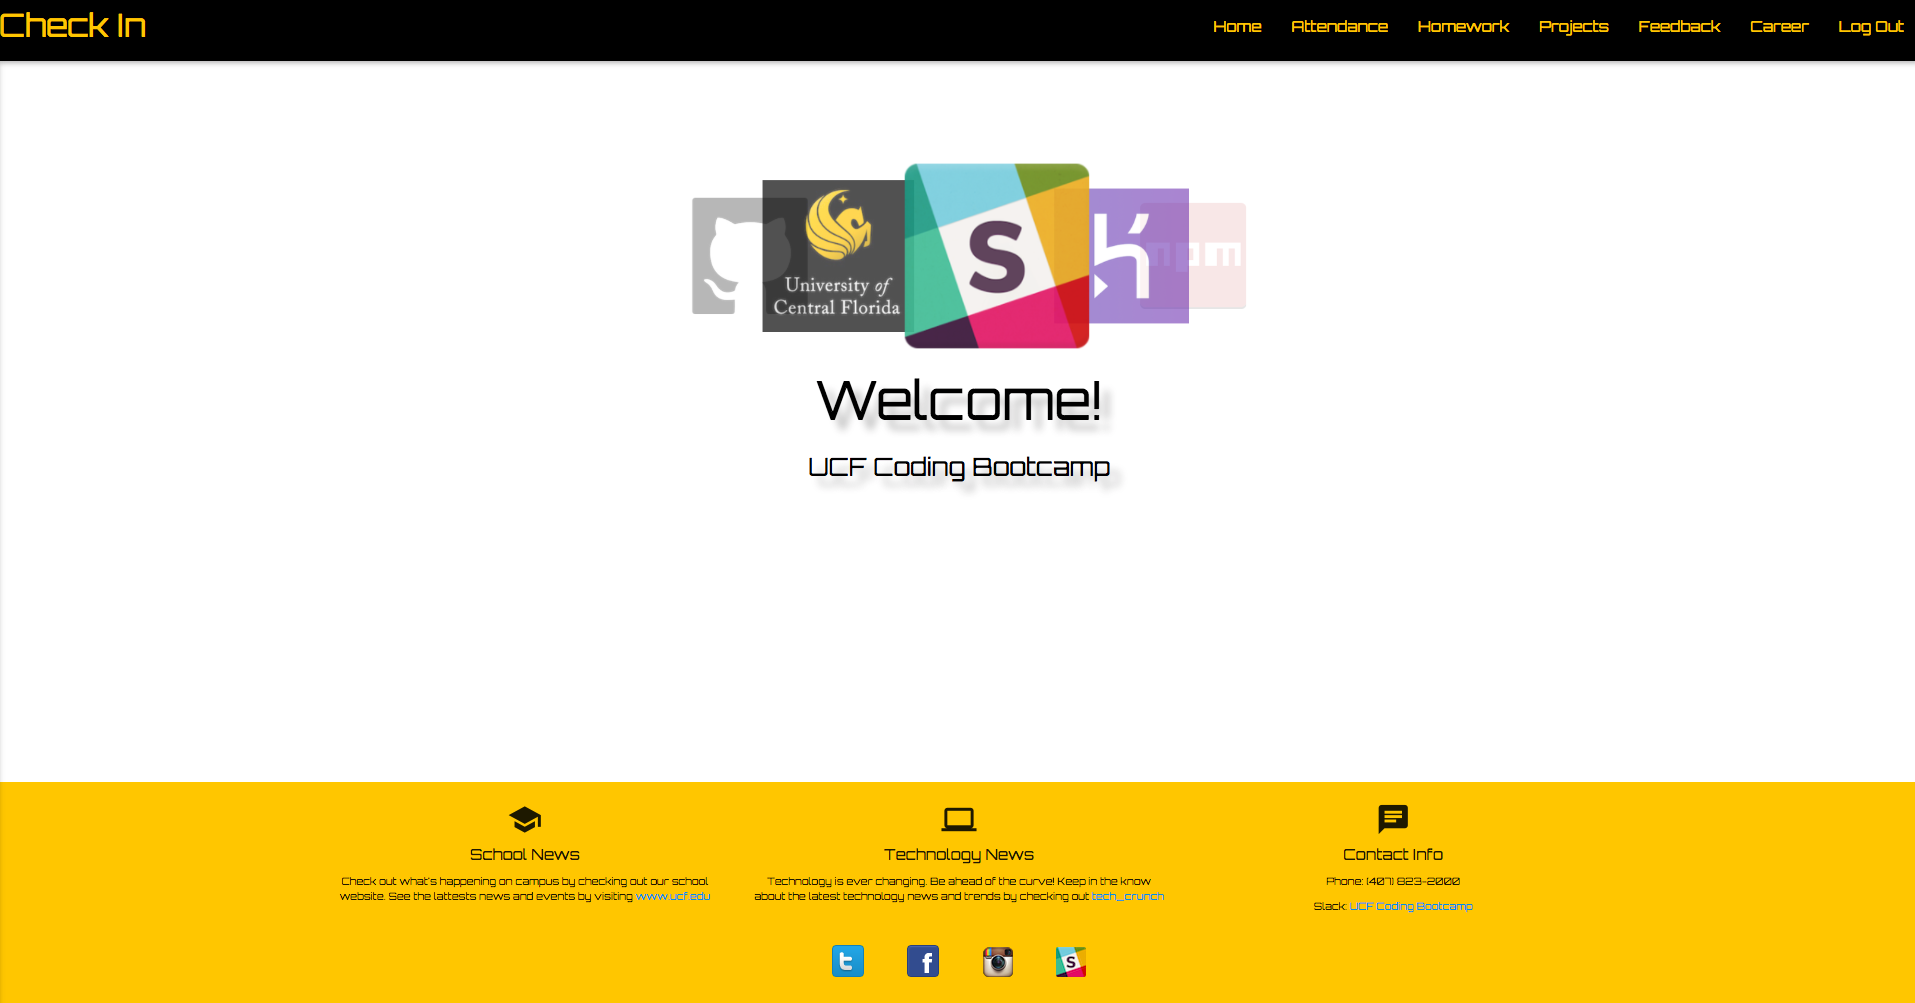 Check In
Home Attendance Homework Projects Feedback Career Log Out
University of
Central Florida
S
npm
Welcome!
UCF Coding Bootcamp
School News
Check out what's happening on campus by checking out our school
website. See the lattests news and events by visiting www.ucf.edu
Technology News
Technology is ever changing. Be ahead of the curve! Keep in the know
about the latest technology news and trends by checking out tech_crunch
Contact Info
Phone: (407) 823-2000
Slack: UCF Coding Bootcamp
t
f
S